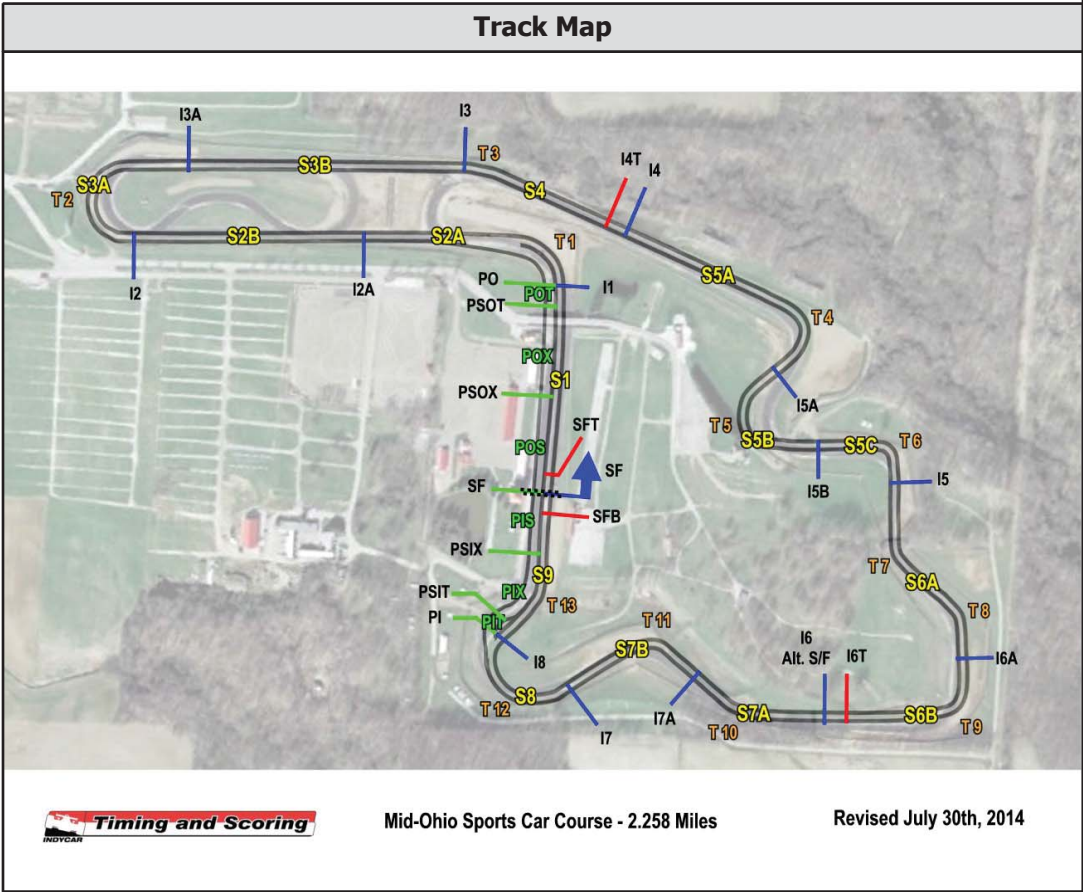 Track Map
I3A
I3
T 3
S3B
S4
I4T
I4
S3A
T 2
S2B
S2A
T 1
S5A
I2
I2A
PO
POT
I1
PSOT
T 4
POX
S1
PSOX
I5A
SFT
T 5
S5B
S5C
T 6
POS
SF
SF
I5B
I5
PIS
SFB
PSIX
S9
T 7
S6A
PSIT
PIX
T 13
T 8
PI
PIT
T 11
I6
Alt. S/F
I6T
S7B
I8
I6A
S8
T 12
I7
I7A
S7A
T 10
S6B
T 9
Timing and Scoring
INDYCAR
Mid-Ohio Sports Car Course - 2.258 Miles
Revised July 30th, 2014